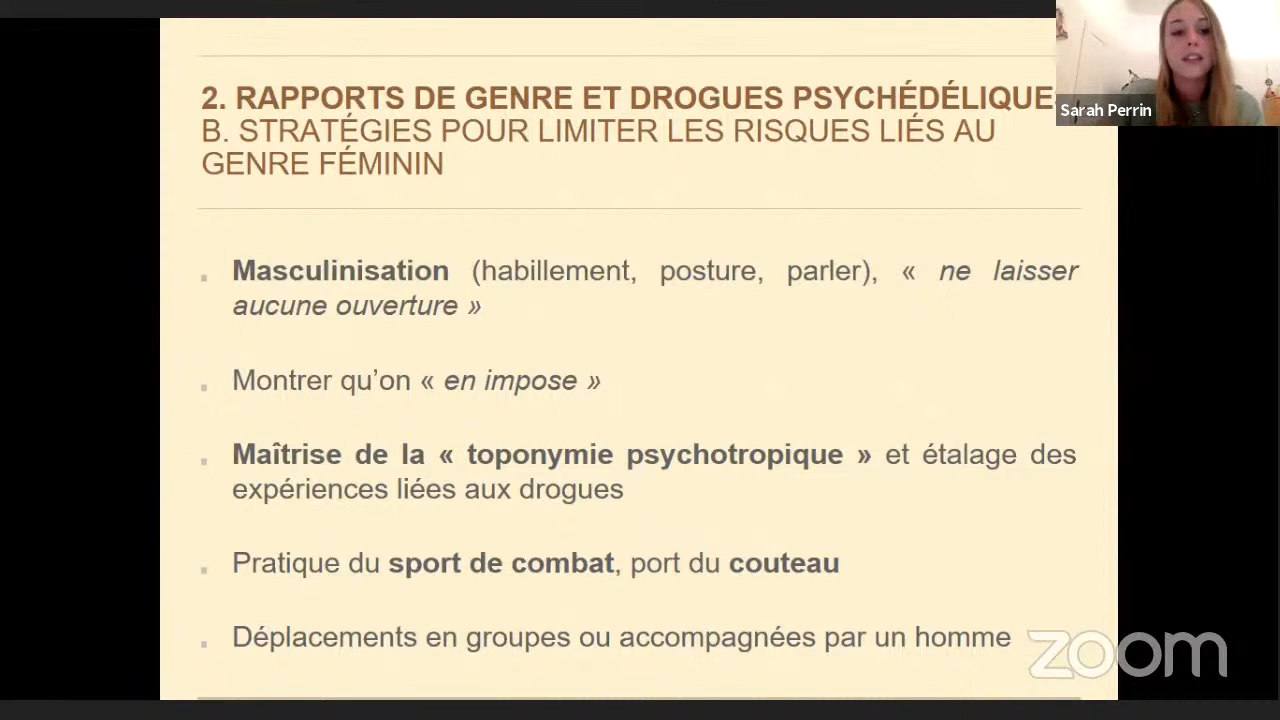 2. RAPPORTS DE GENRE ET DROGUES PSYCHÉDÉLIQUE
B. STRATÉGIES POUR LIMITER LES RISQUES LIÉS AU
GENRE FÉMININ
Sarah Perrin
Masculinisation (habillement, posture, parler), « ne laisser
aucune ouverture »
Montrer qu’on « en impose »
Maîtrise de la « toponymie psychotropique » et étalage des
expériences liées aux drogues
Pratique du sport de combat, port du couteau
Déplacements en groupes ou accompagnées par un homme
zoom